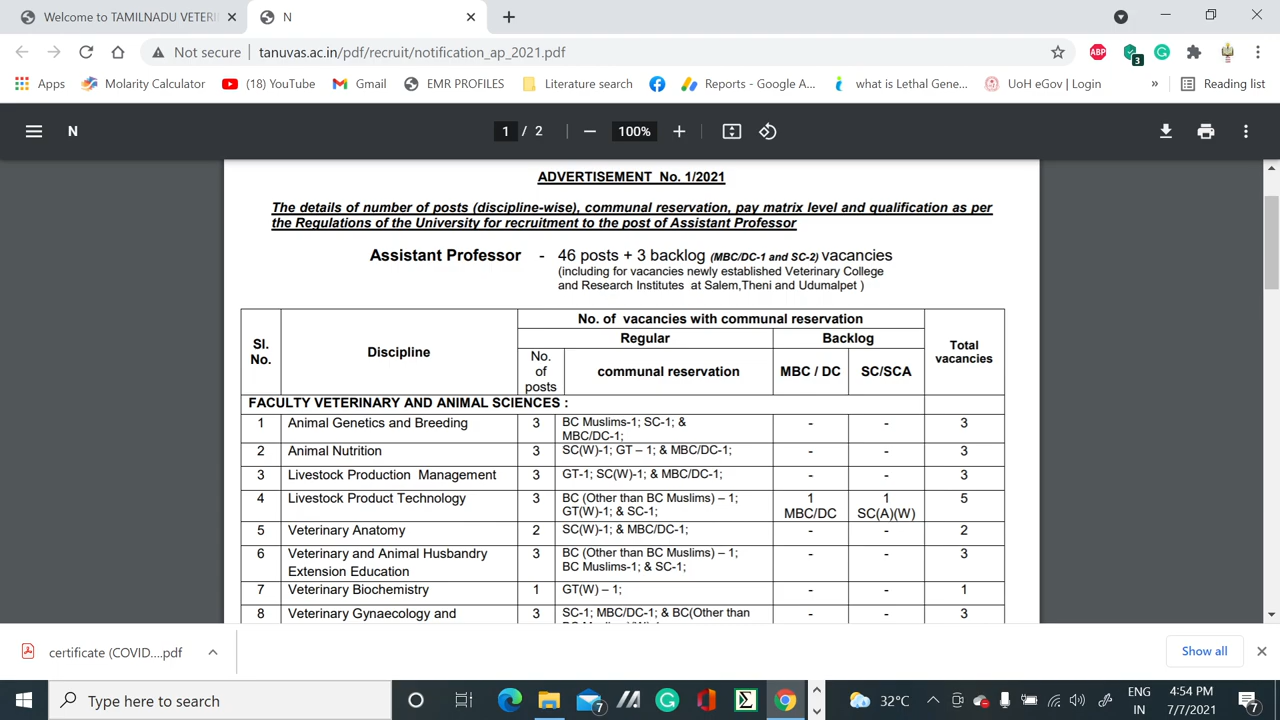 Welcome to TAMILNADU VETERI
N
Not secure
tanuvas.ac.in/pdf/recruit/notification_ap_2021.pdf
ABP
3
Apps
Molarity Calculator
(18) YouTube
Gmail
EMR PROFILES
Literature search
Reports - Google A...
what is Lethal Gene...
UoH eGov | Login
»
Reading list
N
1 / 2
100%
ADVERTISEMENT No. 1/2021
The details of number of posts (discipline-wise), communal reservation, pay matrix level and qualification as per
the Regulations of the University for recruitment to the post of Assistant Professor
Assistant Professor - 46 posts + 3 backlog (MBC/DC-1 and SC-2) vacancies
(including for vacancies newly established Veterinary College
and Research Institutes at Salem,Theni and Udumalpet )
Sl. No.
Discipline
No. of vacancies with communal reservation
Total vacancies
Regular
Backlog
No. of posts
communal reservation
MBC / DC
SC/SCA
FACULTY VETERINARY AND ANIMAL SCIENCES :
1 Animal Genetics and Breeding 3 BC Muslims-1; SC-1; & - - 3
MBC/DC-1;
2 Animal Nutrition 3 SC(W)-1; GT – 1; & MBC/DC-1; - - 3
3 Livestock Production Management 3 GT-1; SC(W)-1; & MBC/DC-1; - - 3
4 Livestock Product Technology 3 BC (Other than BC Muslims) – 1; 1 1 5
GT(W)-1; & SC-1; MBC/DC SC(A)(W)
5 Veterinary Anatomy 2 SC(W)-1; & MBC/DC-1; - - 2
6 Veterinary and Animal Husbandry 3 BC (Other than BC Muslims) – 1; - - 3
Extension Education BC Muslims-1; & SC-1;
7 Veterinary Biochemistry 1 GT(W) – 1; - - 1
8 Veterinary Gynaecology and 3 SC-1; MBC/DC-1; & BC(Other than - - 3
certificate (COVID....pdf
Show all
Type here to search
7
32°C
ENG
IN
4:54 PM
7/7/2021
7